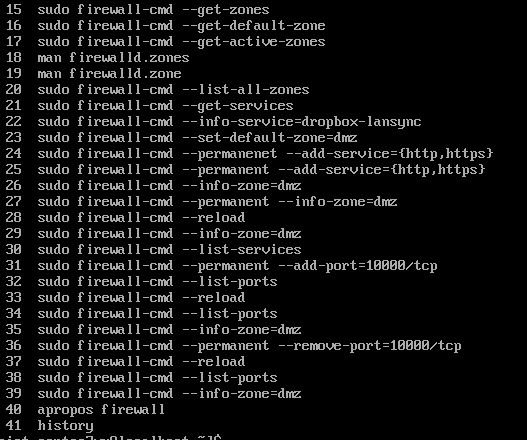 15 sudo firewall-cmd --get-zones
16 sudo firewall-cmd --get-default-zone
17 sudo firewall-cmd --get-active-zones
18 man firewalld.zones
19 man firewalld.zone
20 sudo firewall-cmd --list-all-zones
21 sudo firewall-cmd --get-services
22 sudo firewall-cmd --info-service=dropbox-lansync
23 sudo firewall-cmd --set-default-zone=dmz
24 sudo firewall-cmd --permanenet --add-service={http,https}
25 sudo firewall-cmd --permanent --add-service={http,https}
26 sudo firewall-cmd --info-zone=dmz
27 sudo firewall-cmd --permanent --info-zone=dmz
28 sudo firewall-cmd --reload
29 sudo firewall-cmd --info-zone=dmz
30 sudo firewall-cmd --list-services
31 sudo firewall-cmd --permanent --add-port=10000/tcp
32 sudo firewall-cmd --list-ports
33 sudo firewall-cmd --reload
34 sudo firewall-cmd --list-ports
35 sudo firewall-cmd --info-zone=dmz
36 sudo firewall-cmd --permanent --remove-port=10000/tcp
37 sudo firewall-cmd --reload
38 sudo firewall-cmd --list-ports
39 sudo firewall-cmd --info-zone=dmz
40 apropos firewall
41 history